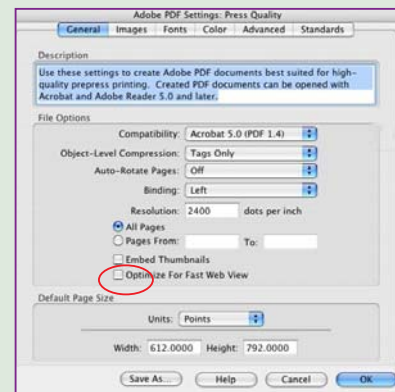 Adobe PDF Settings: Press Quality
General Images Fonts Color Advanced Standards
Description
Use these settings to create Adobe PDF documents best suited for high-
quality prepress printing. Created PDF documents can be opened with
Acrobat and Adobe Reader 5.0 and later.
File Options
Compatibility: Acrobat 5.0 (PDF 1.4)
Object-Level Compression: Tags Only
Auto-Rotate Pages: Off
Binding: Left
Resolution: 2400 dots per inch
All Pages
Pages From: To:
Embed Thumbnails
Optimize For Fast Web View
Default Page Size
Units: Points
Width: 612.0000 Height: 792.0000
Save As... Help Cancel OK